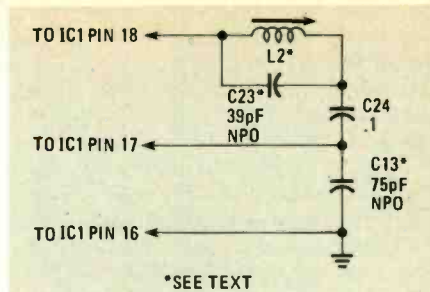 TO IC1 PIN 18
L2*
C23*
39pF
NPO
C24
.1
TO IC1 PIN 17
C13*
75pF
NPO
TO IC1 PIN 16
*SEE TEXT